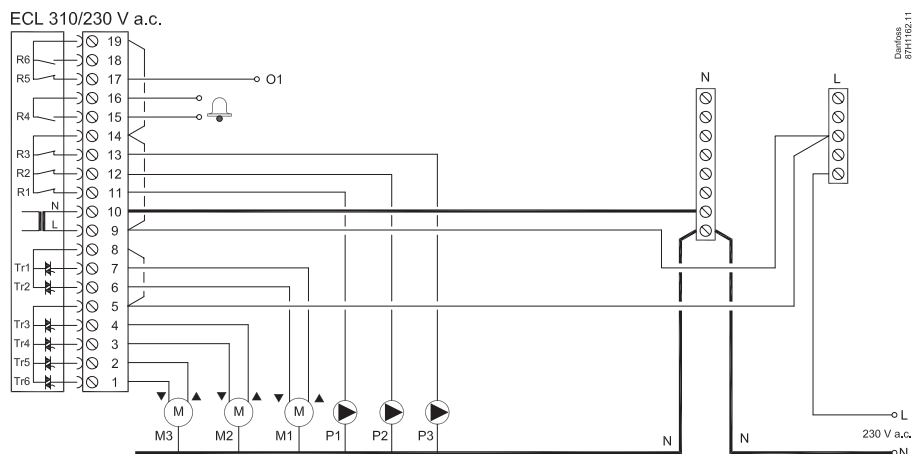 ECL 310/230 V a.c.
Danfoss
87H1162.11
19
R6 18
R5 17 O1
16
R4 15
14
R3 13
R2 12
R1 11
N 10
L 9
8
Tr1 7
Tr2 6
5
Tr3 4
Tr4 3
Tr5 2
Tr6 1
N L
M M M
M3 M2 M1 P1 P2 P3
N N
L
230 V a.c.
N